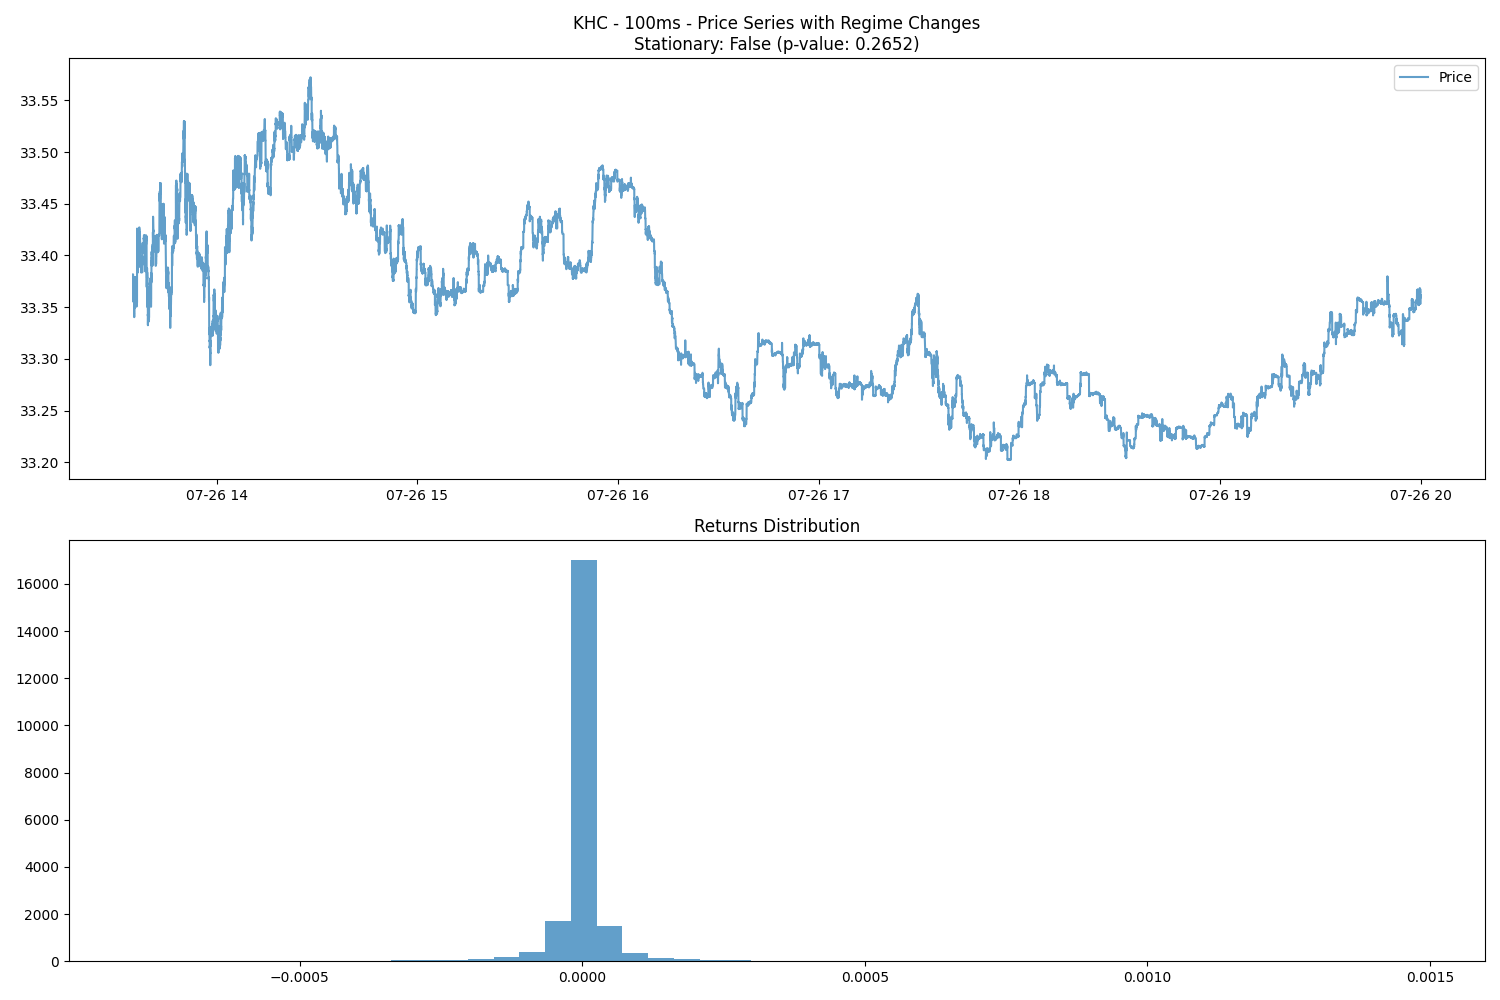 KHC - 100ms - Price Series with Regime Changes
Stationary: False (p-value: 0.2652)
Price
33.55
33.50
33.45
33.40
33.35
33.30
33.25
33.20
07-26 14 07-26 15 07-26 16 07-26 17 07-26 18 07-26 19 07-26 20
Returns Distribution
16000
14000
12000
10000
8000
6000
4000
2000
0
−0.0005 0.0000 0.0005 0.0010 0.0015